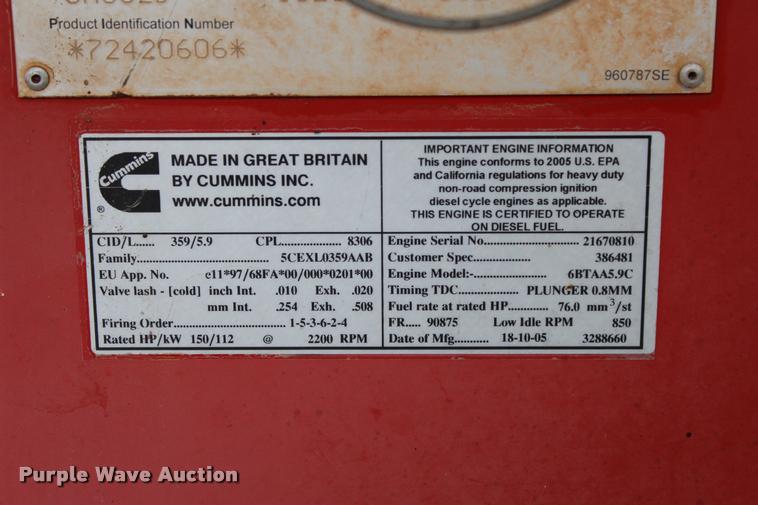 Product Identification Number
*72420606*
960787SE
Cummins
®
MADE IN GREAT BRITAIN
BY CUMMINS INC.
www.cummins.com
IMPORTANT ENGINE INFORMATION
This engine conforms to 2005 U.S. EPA
and California regulations for heavy duty
non-road compression ignition
diesel cycle engines as applicable.
THIS ENGINE IS CERTIFIED TO OPERATE
ON DIESEL FUEL.
CID/L...... 359/5.9 CPL.................. 8306
Family.................................... 5CEXL0359AAB
EU App. No. e11*97/68FA*00/000*0201*00
Valve lash - [cold] inch Int. .010 Exh. .020
mm Int. .254 Exh. .508
Firing Order.................................1-5-3-6-2-4
Rated HP/kW 150/112 @ 2200 RPM
Engine Serial No............................. 21670810
Customer Spec................................. 386481
Engine Model:-........................... 6BTAA5.9C
Timing TDC:.............. PLUNGER 0.8MM
Fuel rate at rated HP............ 76.0 mm3/st
FR..... 90875 Low Idle RPM 850
Date of Mfg........... 18-10-05 3288660
Purple Wave Auction